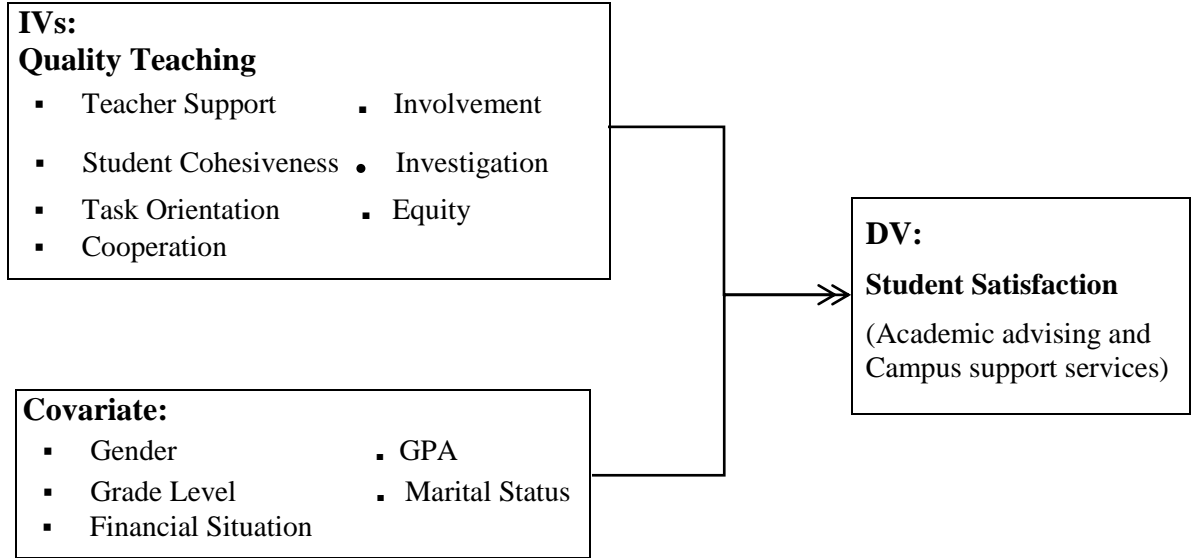 IVs:
Quality Teaching
▪ Teacher Support ▪ Involvement
▪ Student Cohesiveness • Investigation
▪ Task Orientation ▪ Equity
▪ Cooperation
DV:
Student Satisfaction
(Academic advising and
Campus support services)
Covariate:
▪ Gender ▪ GPA
▪ Grade Level ▪ Marital Status
▪ Financial Situation